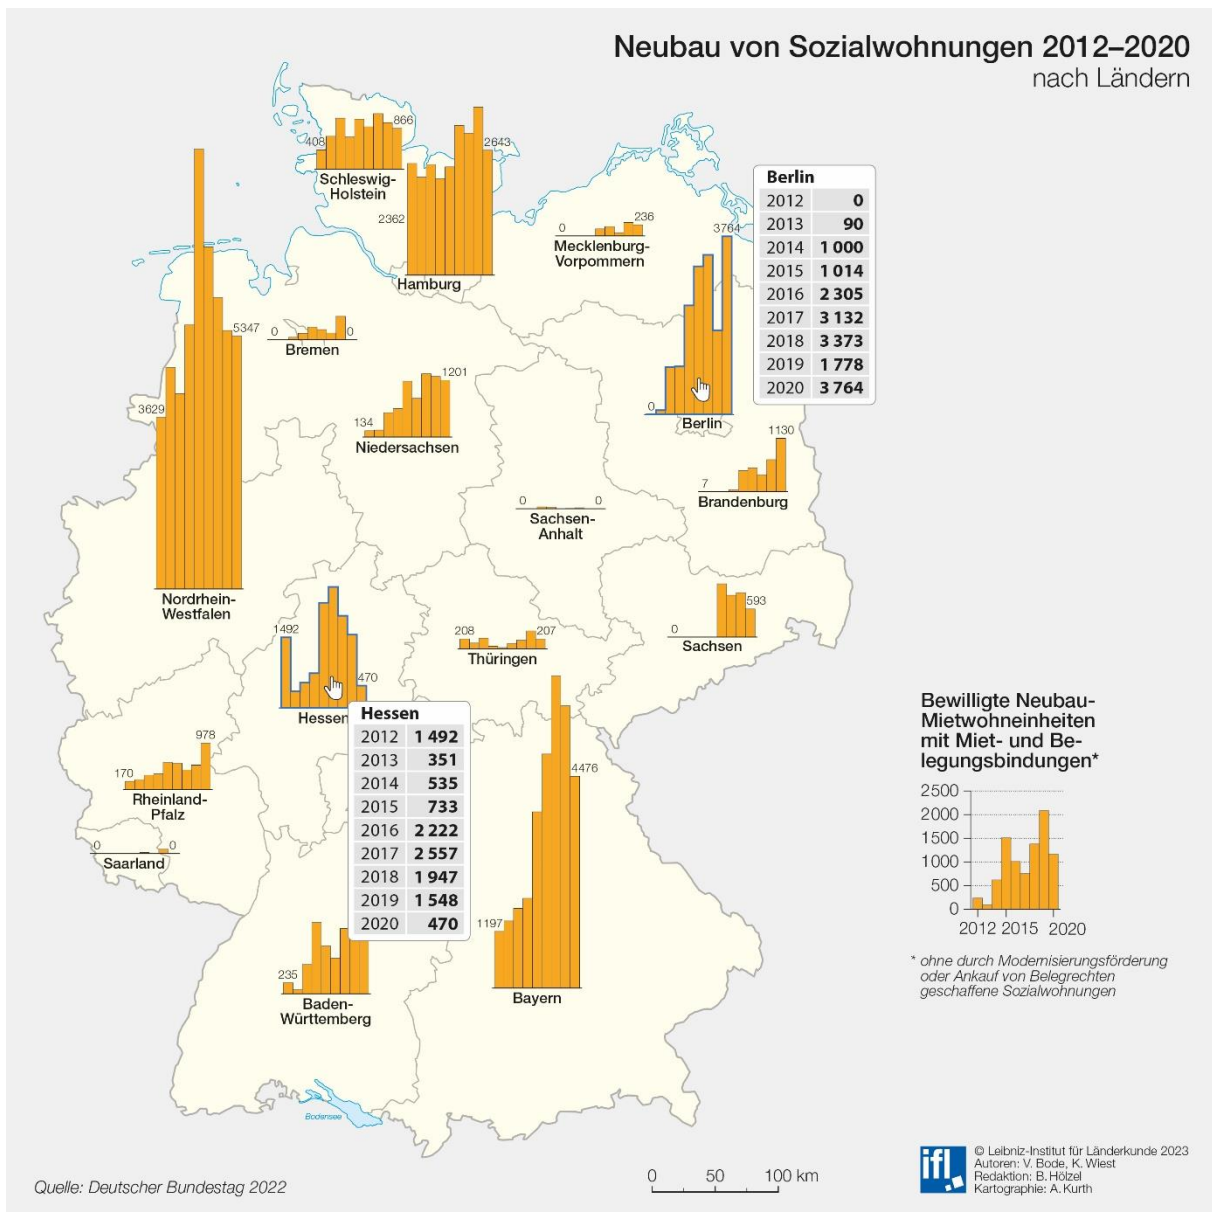 Neubau von Sozialwohnungen 2012–2020
nach Ländern
408
866
Schleswig-
Holstein
2362
2643
Hamburg
0
236
Mecklenburg-
Vorpommern
3764
0
Berlin
Berlin
2012 0
2013 90
2014 1 000
2015 1 014
2016 2 305
2017 3 132
2018 3 373
2019 1 778
2020 3 764
0
0
Bremen
3629
5347
Nordrhein-
Westfalen
134
1201
Niedersachsen
7
1130
Brandenburg
0
0
Sachsen-
Anhalt
0
593
Sachsen
208
207
Thüringen
1492
470
Hessen
Hessen
2012 1 492
2013 351
2014 535
2015 733
2016 2 222
2017 2 557
2018 1 947
2019 1 548
2020 470
170
978
Rheinland-
Pfalz
0
0
Saarland
235
Baden-
Württemberg
1197
4476
Bayern
Bodensee
Bewilligte Neubau-
Mietwohneinheiten
mit Miet- und Be-
legungsbindungen*
2500
2000
1500
1000
500
0
2012 2015 2020
* ohne durch Modernisierungsförderung
oder Ankauf von Belegrechten
geschaffene Sozialwohnungen
Quelle: Deutscher Bundestag 2022
0 50 100 km
ifl
© Leibniz-Institut für Länderkunde 2023
Autoren: V. Bode, K. Wiest
Redaktion: B. Hölzel
Kartographie: A. Kurth